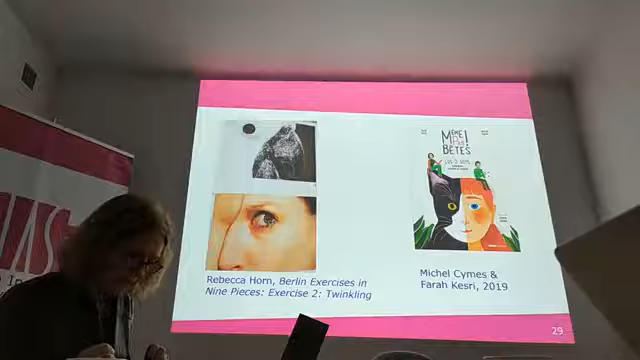 MÊME
PAS!
BÊTES
Rebecca Horn, Berlin Exercises in
Nine Pieces: Exercise 2: Twinkling
Michel Cymes &
Farah Kesri, 2019
29
IAS